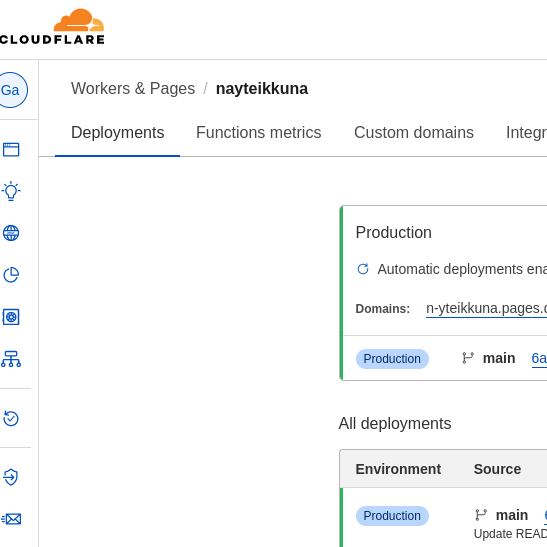 CLOUDFLARE
Ga
Workers & Pages / nayteikkuna
Deployments Functions metrics Custom domains Integr
Production
Automatic deployments ena
Domains: n-yteikkuna.pages.d
Production main 6a
All deployments
Environment Source
Production main 6
Update READ